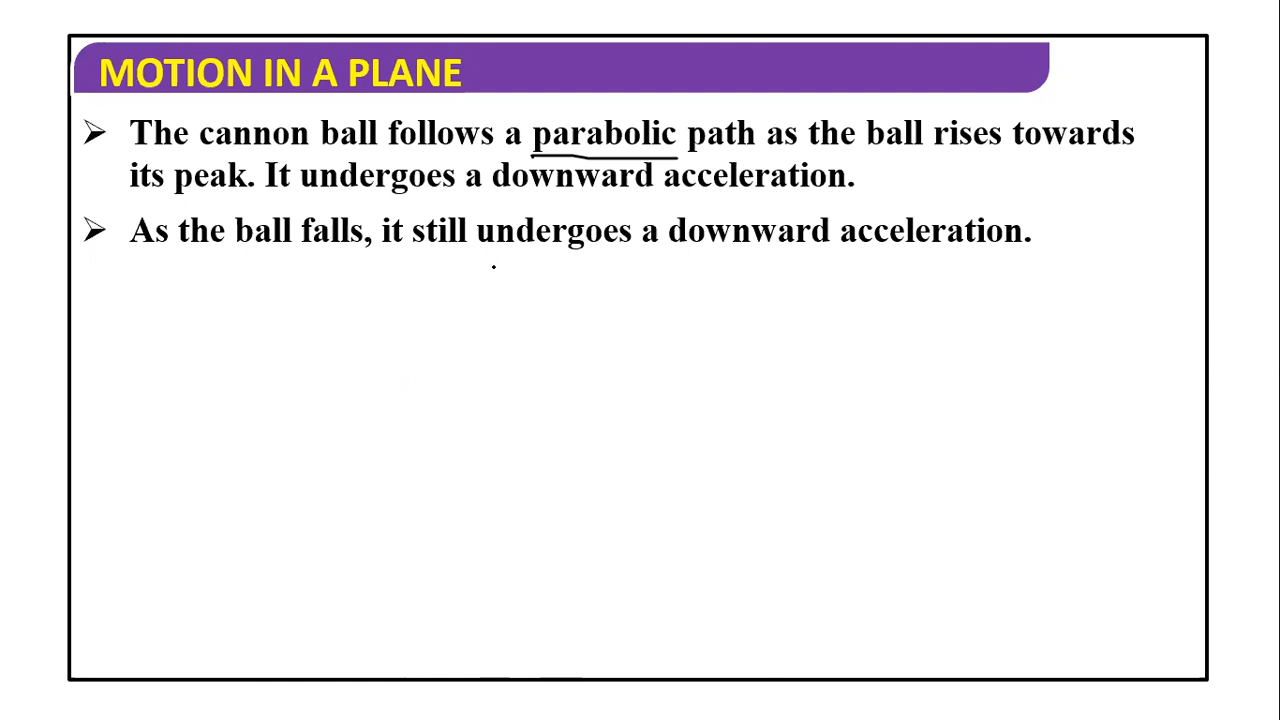 MOTION IN A PLANE
➢ The cannon ball follows a parabolic path as the ball rises towards
its peak. It undergoes a downward acceleration.
➢ As the ball falls, it still undergoes a downward acceleration.